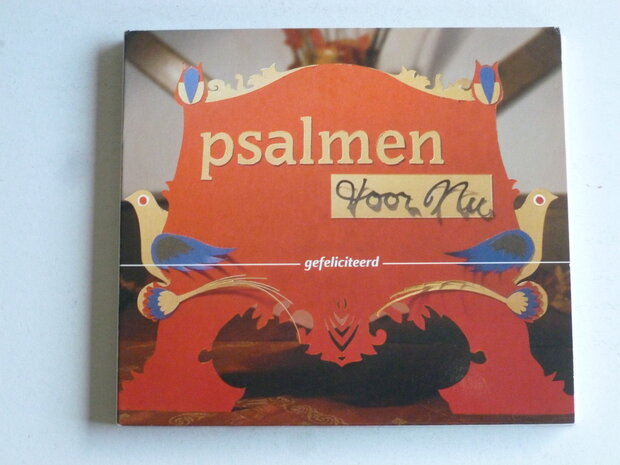 psalmen
Voor Nu
gefeliciteerd